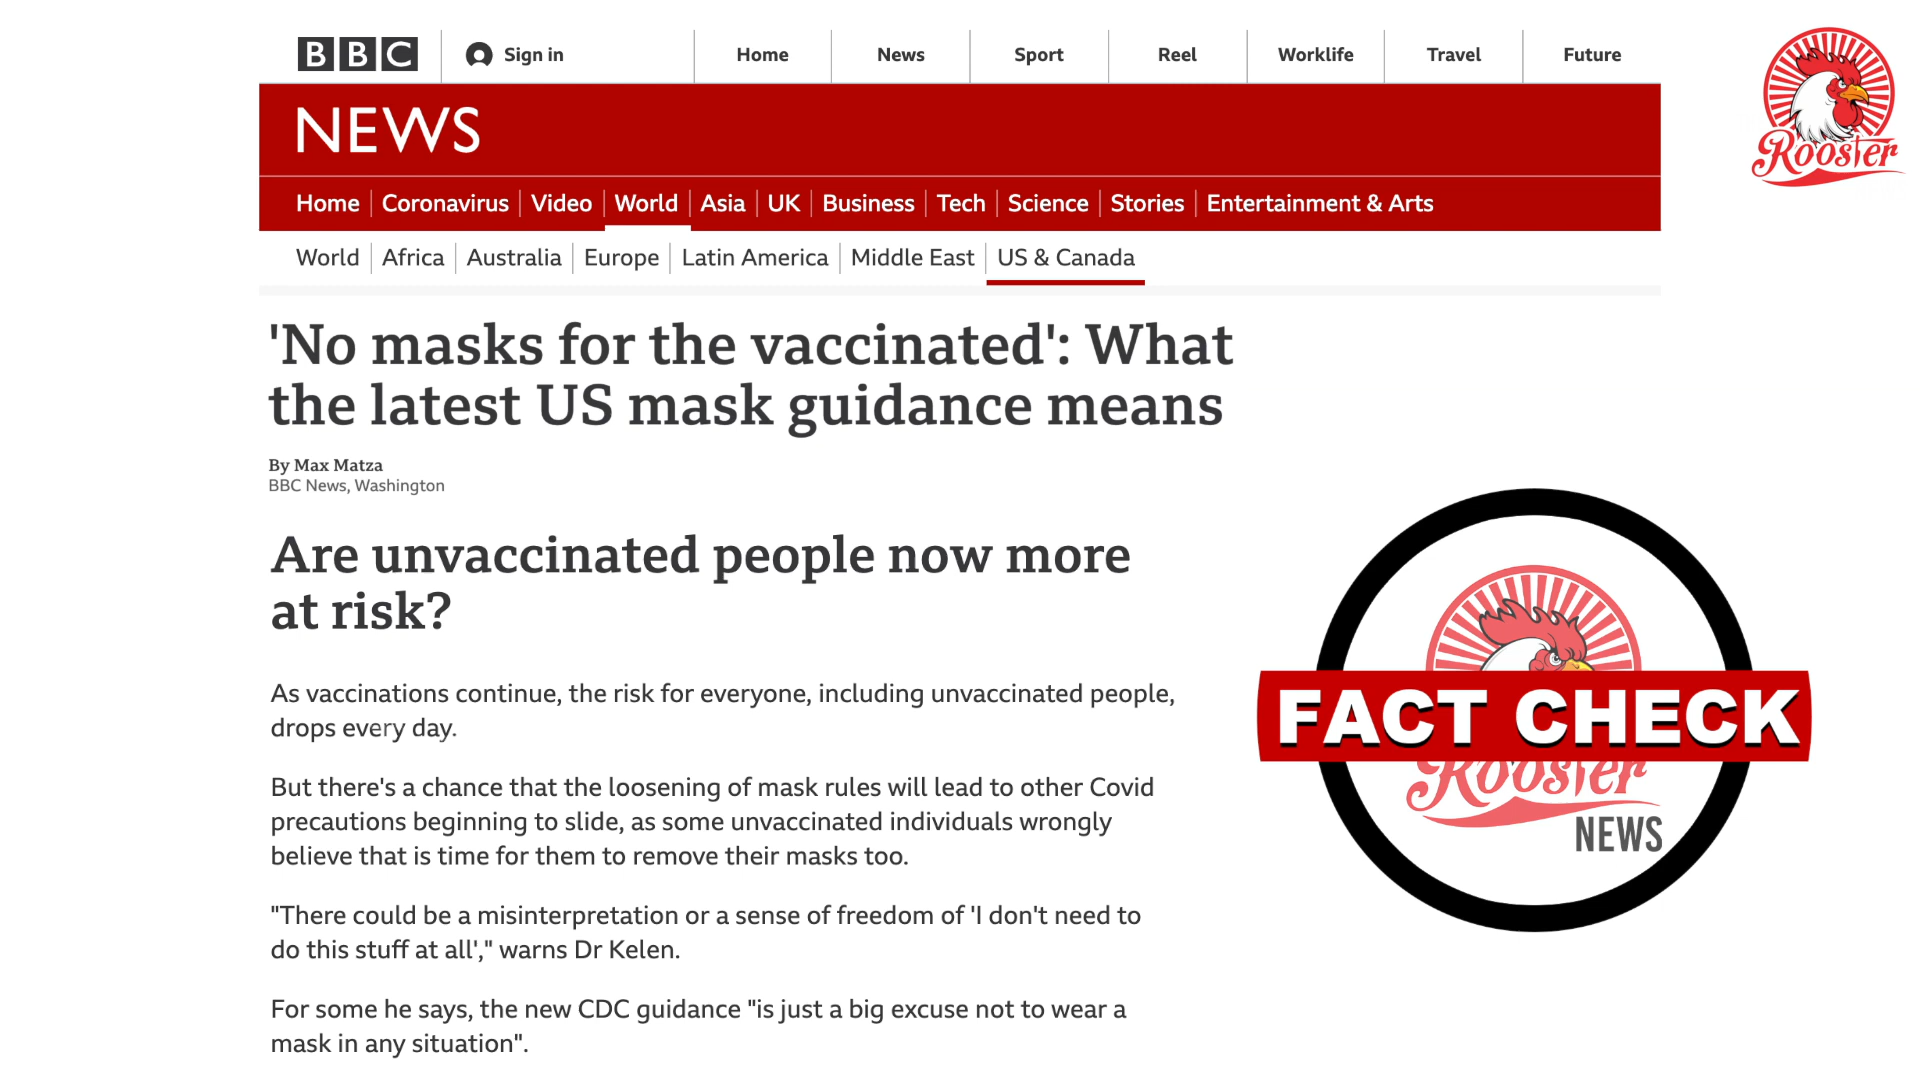 BBC
Sign in
Home
News
Sport
Reel
Worklife
Travel
Future
Rooster
NEWS
Home
Coronavirus
Video
World
Asia
UK
Business
Tech
Science
Stories
Entertainment & Arts
World
Africa
Australia
Europe
Latin America
Middle East
US & Canada
'No masks for the vaccinated': What
the latest US mask guidance means
By Max Matza
BBC News, Washington
Are unvaccinated people now more
at risk?
As vaccinations continue, the risk for everyone, including unvaccinated people,
drops every day.
But there's a chance that the loosening of mask rules will lead to other Covid
precautions beginning to slide, as some unvaccinated individuals wrongly
believe that is time for them to remove their masks too.
"There could be a misinterpretation or a sense of freedom of 'I don't need to
do this stuff at all'," warns Dr Kelen.
For some he says, the new CDC guidance "is just a big excuse not to wear a
mask in any situation".
FACT CHECK
Rooster
NEWS